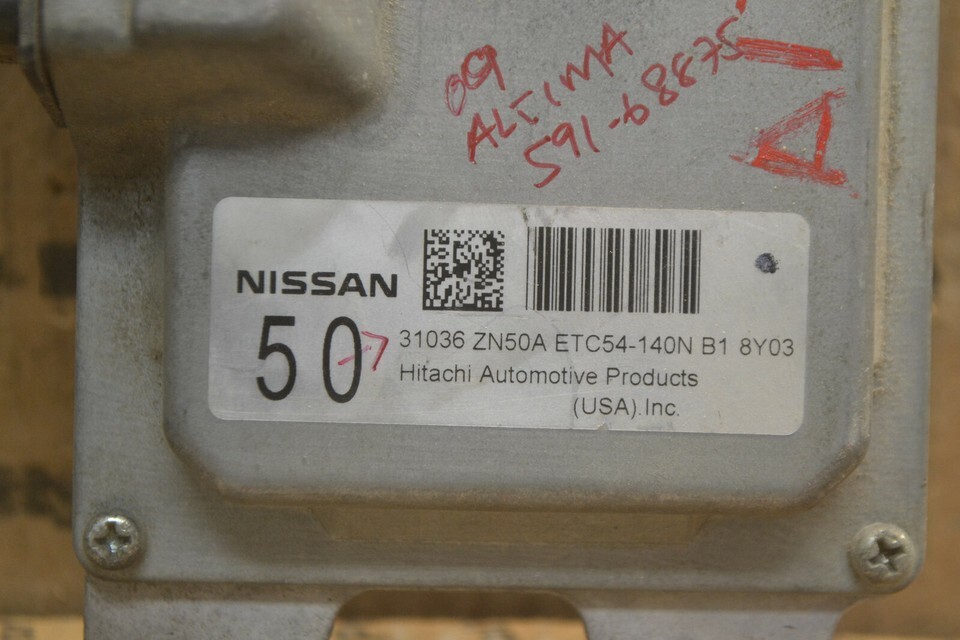 09
ALTIMA
591-68875
NISSAN
50
31036 ZN50A ETC54-140N B1 8Y03
Hitachi Automotive Products
(USA).Inc.